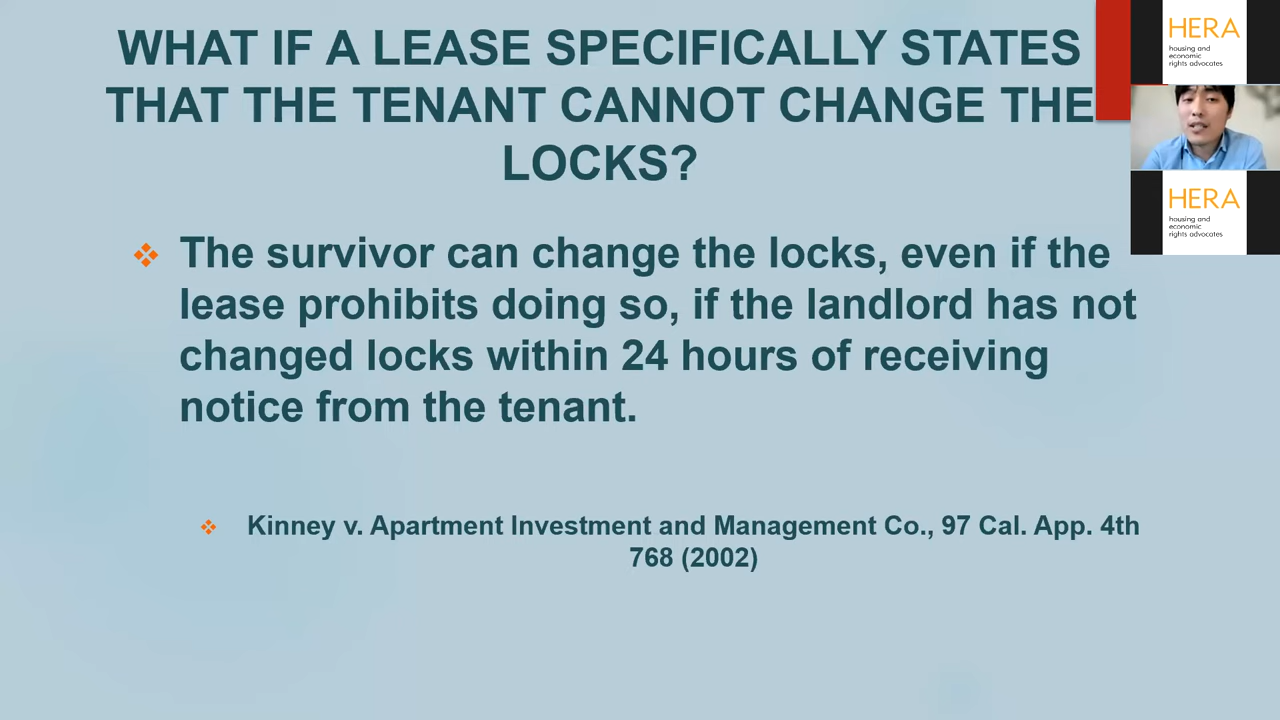 WHAT IF A LEASE SPECIFICALLY STATES
THAT THE TENANT CANNOT CHANGE THE
LOCKS?
The survivor can change the locks, even if the
lease prohibits doing so, if the landlord has not
changed locks within 24 hours of receiving
notice from the tenant.
Kinney v. Apartment Investment and Management Co., 97 Cal. App. 4th
768 (2002)
HERA
housing and
economic
rights advocates
HERA
housing and
economic
rights advocates